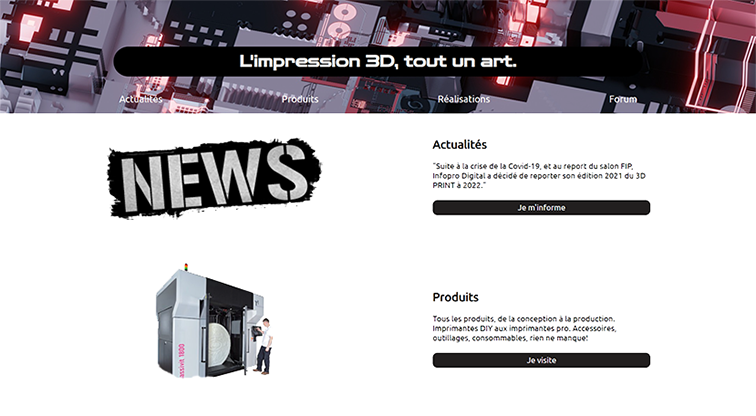 L'impression 3D, tout un art.
Actualités Produits Réalisations Forum
NEWS
Actualités
"Suite à la crise de la Covid-19, et au report du salon FIP,
Infopro Digital a décidé de reporter son édition 2021 du 3D
PRINT à 2022."
Je m'informe
Produits
Tous les produits, de la conception à la production.
Imprimantes DIY aux imprimantes pro. Accessoires,
outillages, consommables, rien ne manque!
Je visite